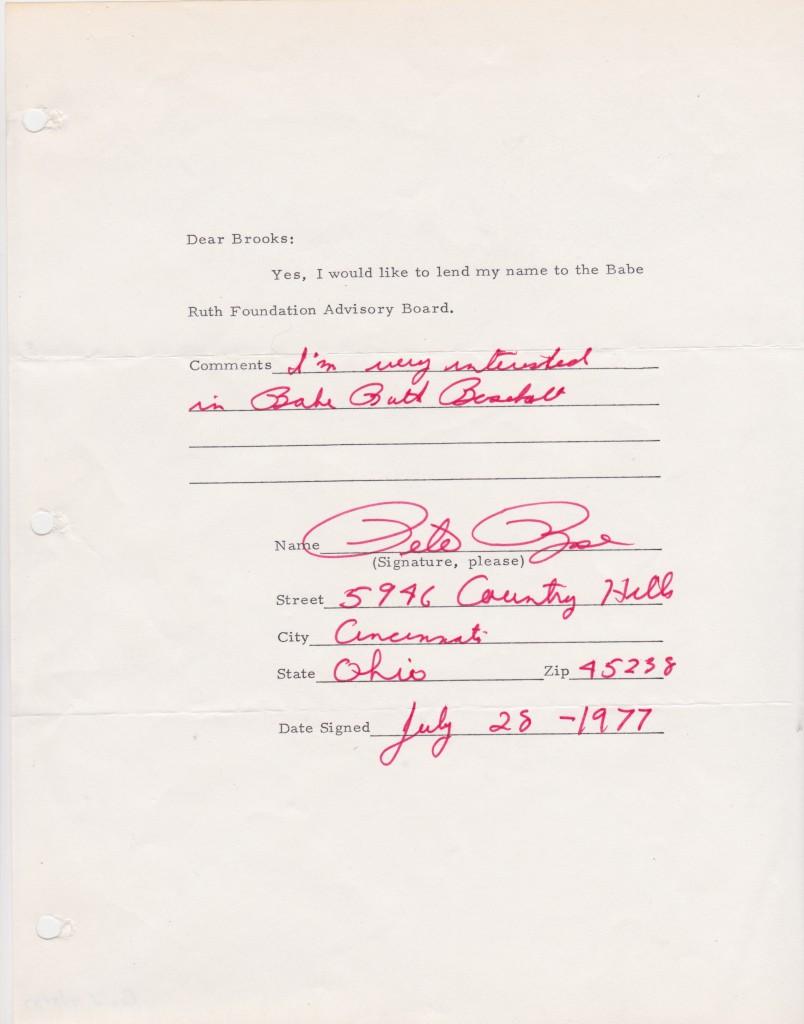 Dear Brooks:
Yes, I would like to lend my name to the Babe
Ruth Foundation Advisory Board.
Comments I'm very interested
in Babe Ruth Baseball
Name Pete Rose
(Signature, please)
Street 5946 Country Hills
City Cincinnati
State Ohio Zip 45238
Date Signed July 28 - 1977